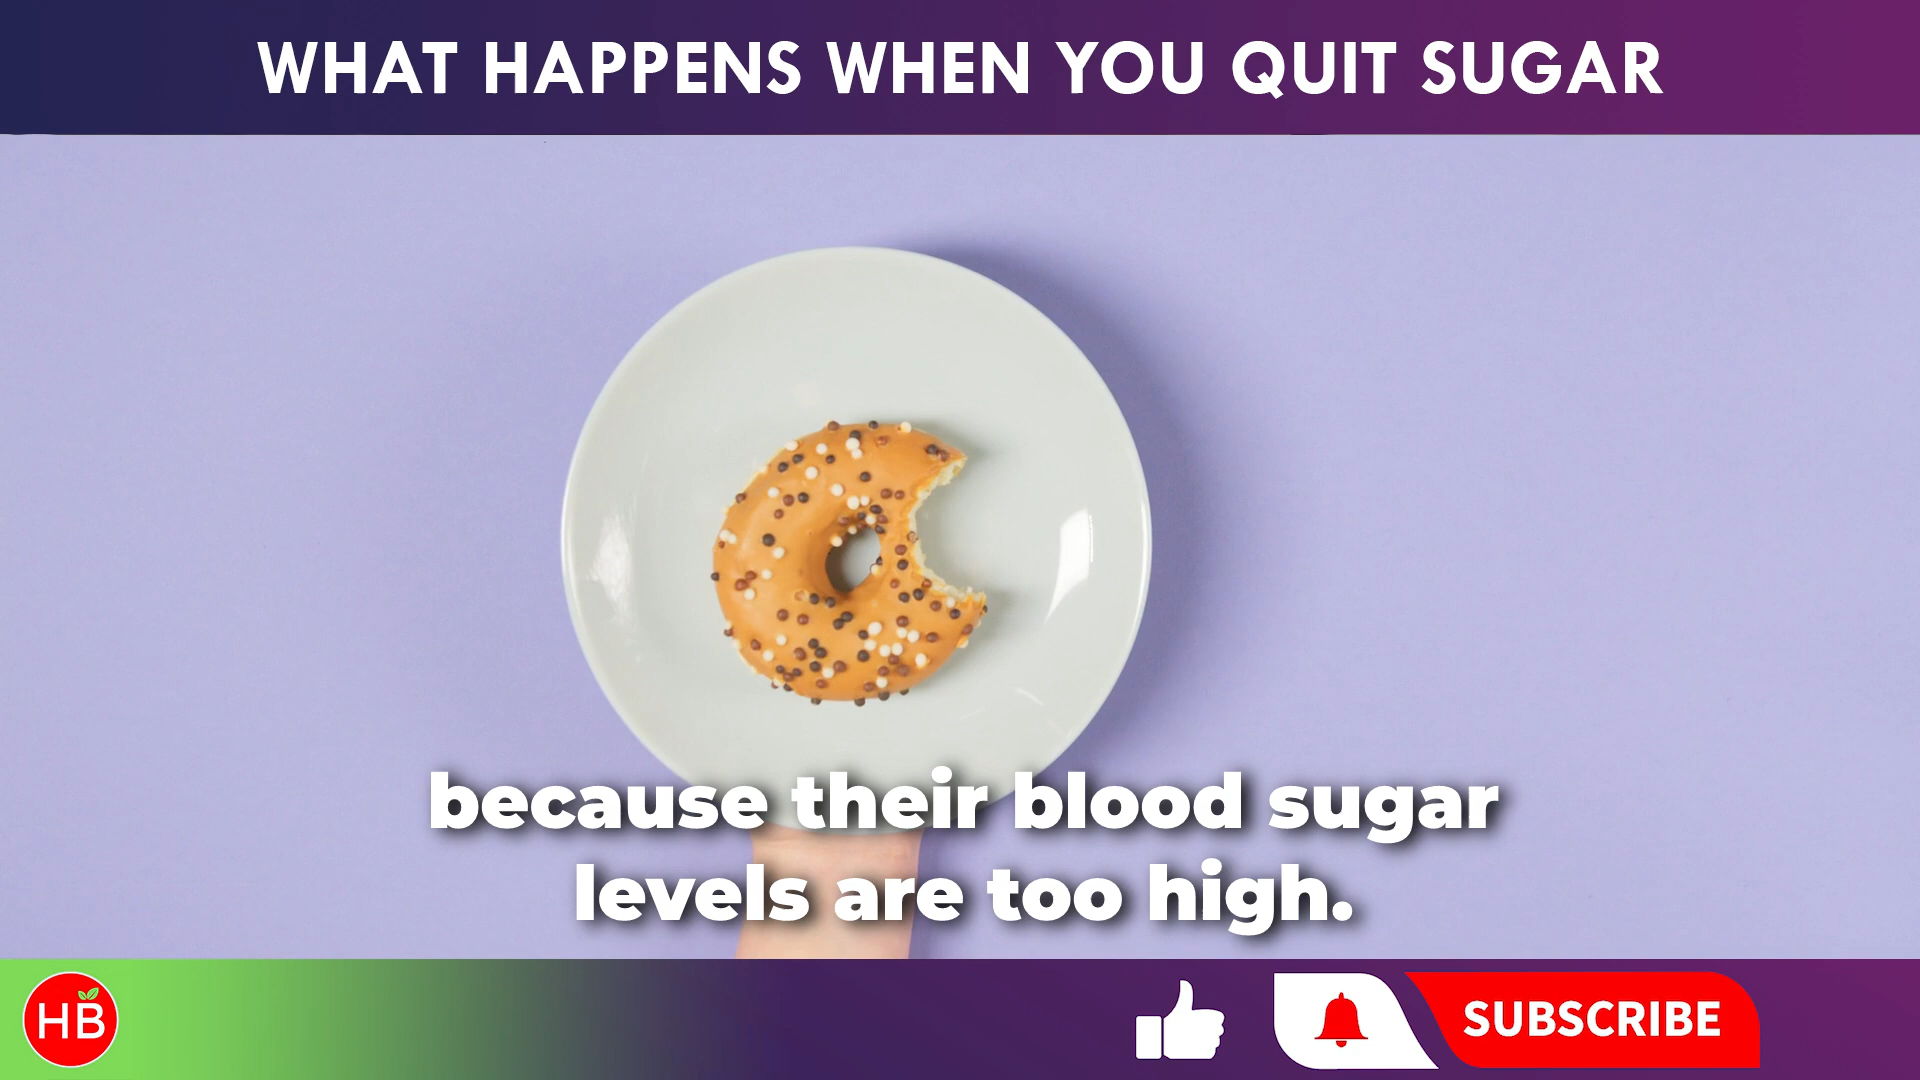 WHAT HAPPENS WHEN YOU QUIT SUGAR
because their blood sugar
levels are too high.
HB
SUBSCRIBE